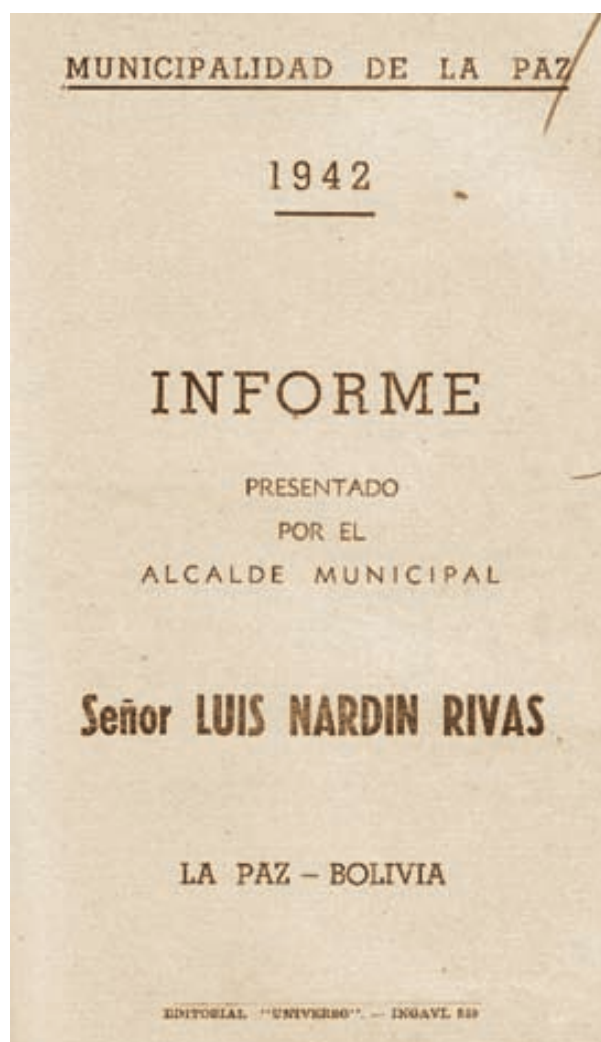 MUNICIPALIDAD DE LA PAZ
1942
INFORME
PRESENTADO
POR EL
ALCALDE MUNICIPAL
Señor LUIS NARDIN RIVAS
LA PAZ – BOLIVIA
EDITORIAL "UNIVERSO". — INGAVI.